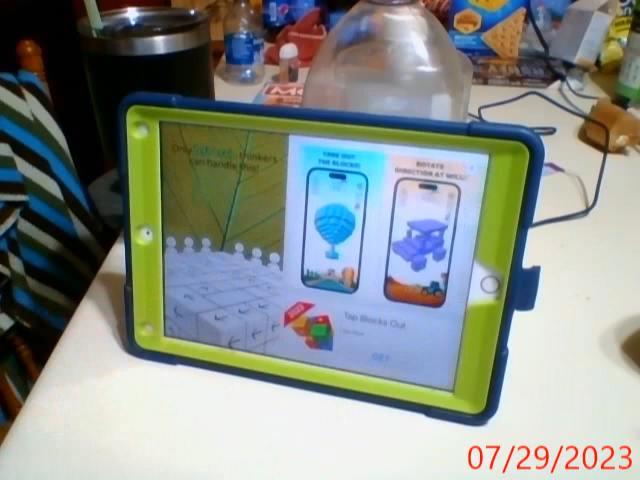 Only
thinkers
can handle this!
TAKE OUT
THE BLOCKS!
ROTATE
DIRECTION AT WILL!
Tap Blocks Out
GET
07/29/2023